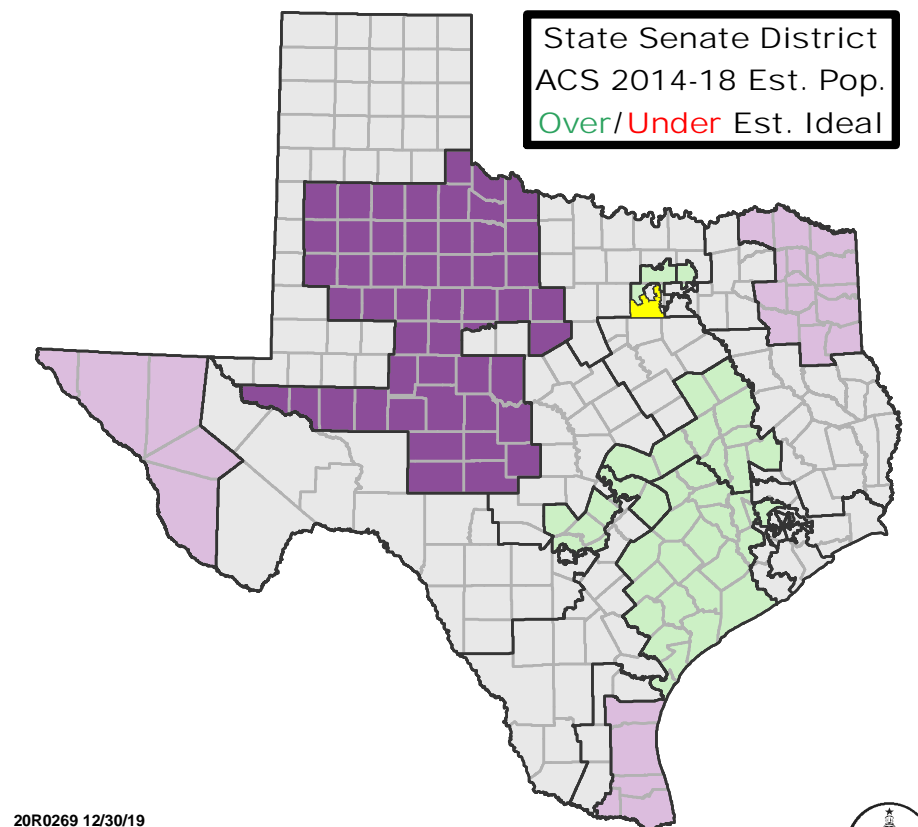 State Senate District
ACS 2014-18 Est. Pop.
Over/Under Est. Ideal
20R0269 12/30/19